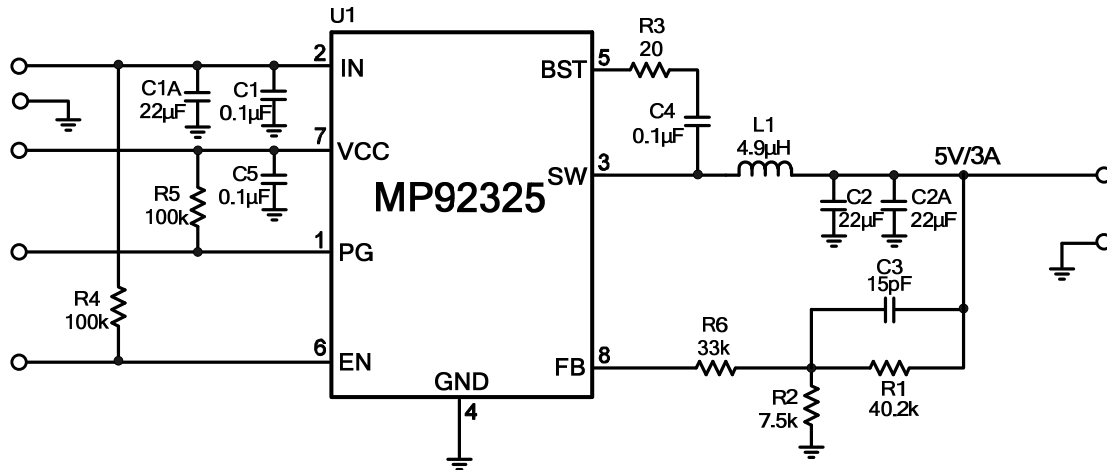 U1
2
IN
C1A
22µF
C1
0.1µF
7
VCC
C5
0.1µF
R5
100k
1
PG
R4
100k
6
EN
MP92325
GND
4
BST
5
R3
20
C4
0.1µF
SW
3
L1
4.9µH
5V/3A
C2
22µF
C2A
22µF
C3
15pF
FB
8
R6
33k
R2
7.5k
R1
40.2k